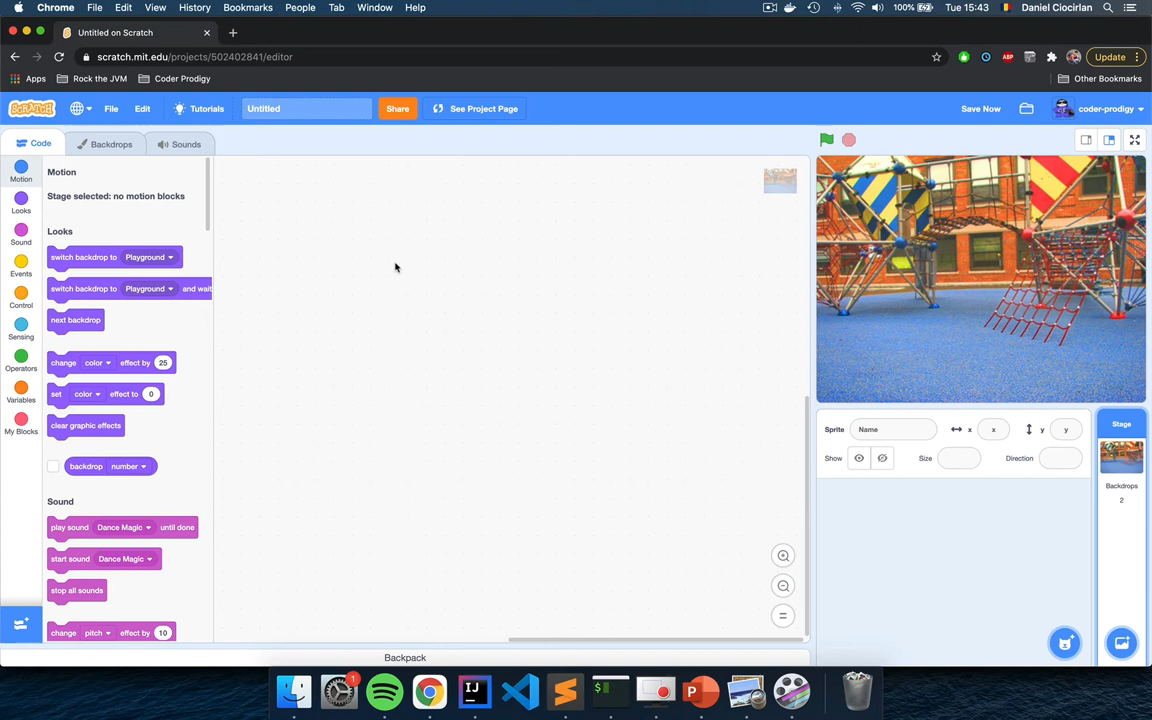 Chrome File Edit View History Bookmarks People Tab Window Help 100% Tue 15:43 Daniel Ciocirlan
Untitled on Scratch
scratch.mit.edu/projects/502402841/editor ABP Update
Apps Rock the JVM Coder Prodigy Other Bookmarks
SCRATCH File Edit Tutorials Untitled Share See Project Page Save Now coder-prodigy
Code Backdrops Sounds
Motion
Looks
Sound
Events
Control
Sensing
Operators
Variables
My Blocks
Motion
Stage selected: no motion blocks
Looks
switch backdrop to Playground
switch backdrop to Playground and wait
next backdrop
change color effect by 25
set color effect to 0
clear graphic effects
backdrop number
Sound
play sound Dance Magic until done
start sound Dance Magic
stop all sounds
change pitch effect by 10
Sprite Name x x y y
Show Size Direction
Stage
Backdrops
2
Backpack
1
IJ
$
P